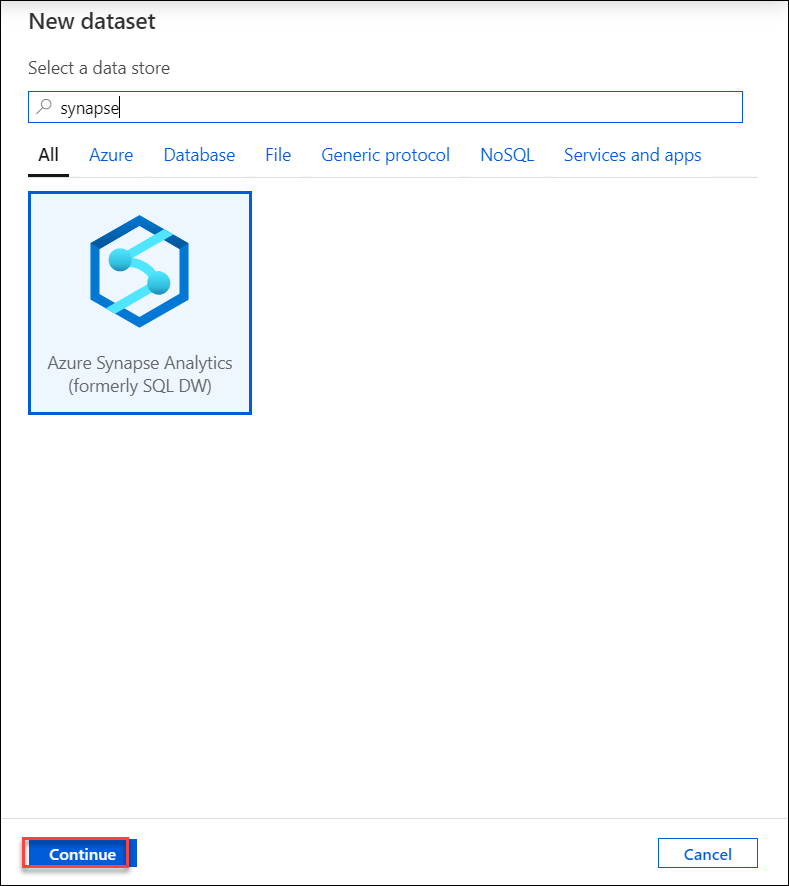 New dataset
Select a data store
synapse
All Azure Database File Generic protocol NoSQL Services and apps
Azure Synapse Analytics
(formerly SQL DW)
Continue Cancel